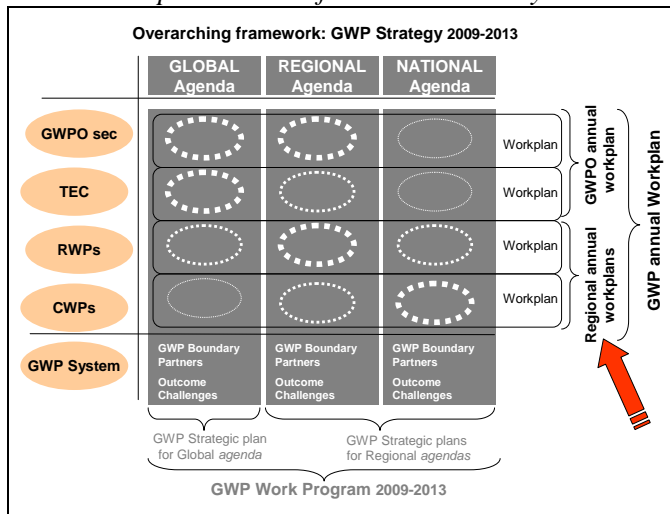 Overarching framework: GWP Strategy 2009-2013
GLOBAL
Agenda
REGIONAL
Agenda
NATIONAL
Agenda
GWPO sec
Workplan
TEC
Workplan
RWPs
Workplan
CWPs
Workplan
GWPO annual
workplan
Regional annual
workplans
GWP annual Workplan
GWP System
GWP Boundary
Partners
Outcome
Challenges
GWP Boundary
Partners
Outcome
Challenges
GWP Boundary
Partners
Outcome
Challenges
GWP Strategic plan
for Global agenda
GWP Strategic plans
for Regional agendas
GWP Work Program 2009-2013